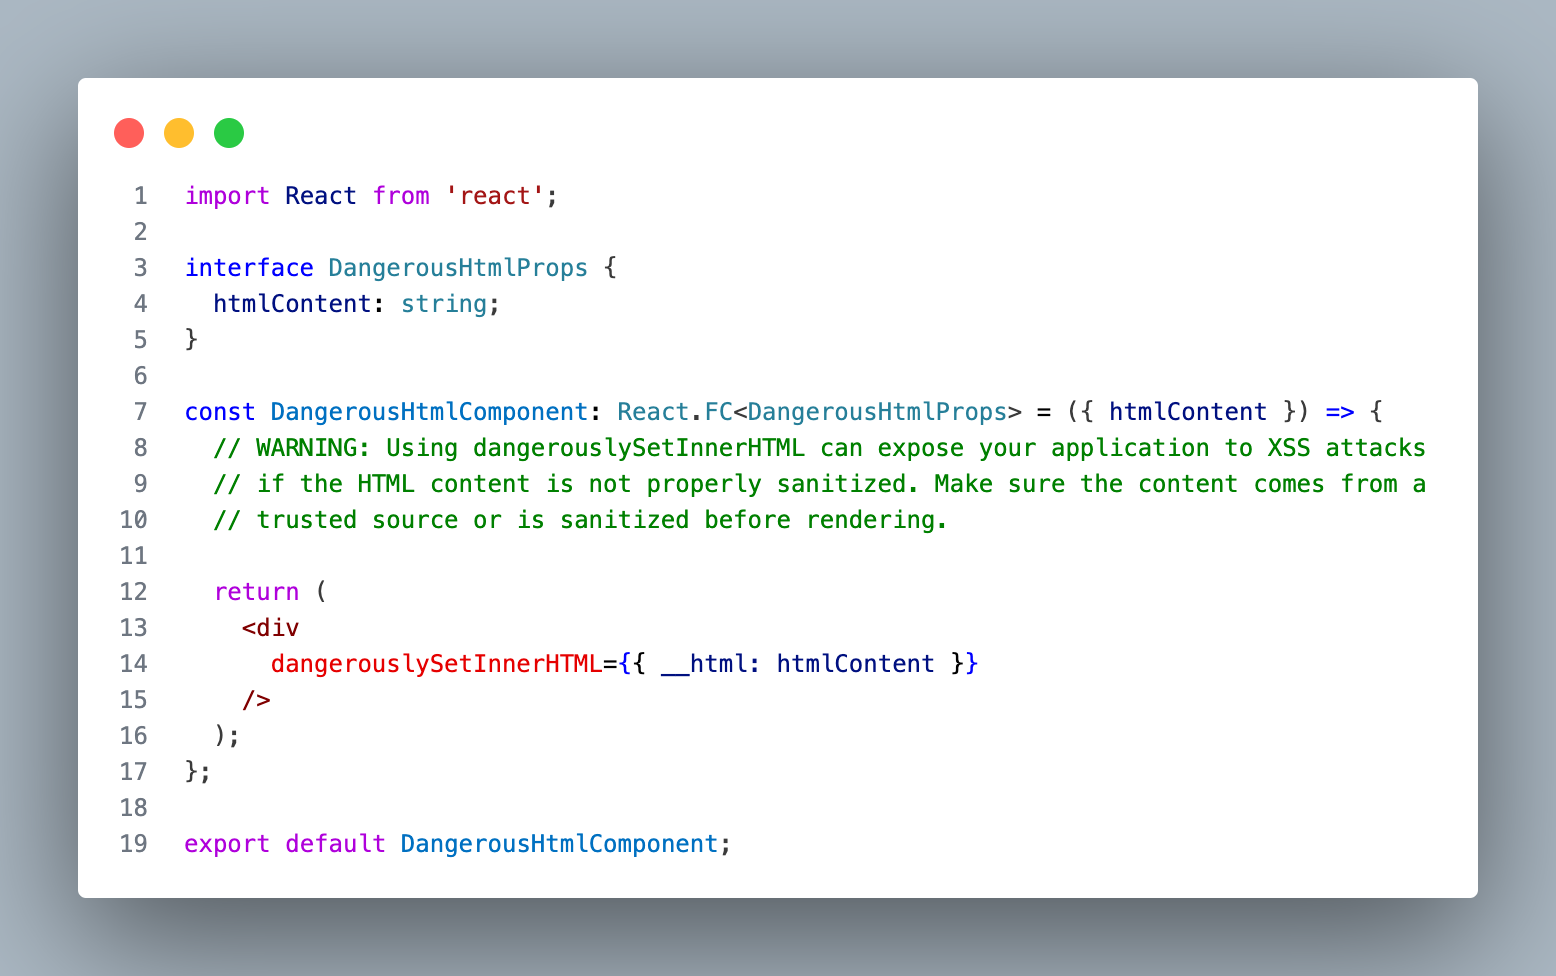 1 import React from 'react';
2
3 interface DangerousHtmlProps {
4   htmlContent: string;
5 }
6
7 const DangerousHtmlComponent: React.FC<DangerousHtmlProps> = ({ htmlContent }) => {
8   // WARNING: Using dangerouslySetInnerHTML can expose your application to XSS attacks
9   // if the HTML content is not properly sanitized. Make sure the content comes from a
10   // trusted source or is sanitized before rendering.
11
12   return (
13     <div
14       dangerouslySetInnerHTML={{ __html: htmlContent }}
15     />
16   );
17 };
18
19 export default DangerousHtmlComponent;